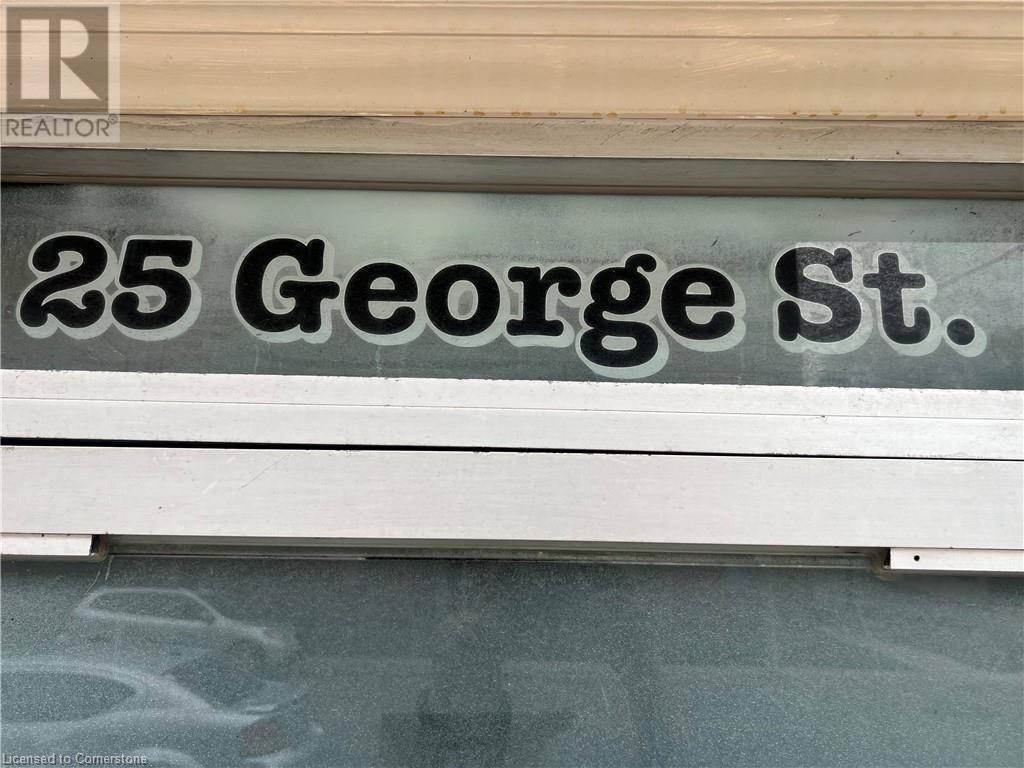 R
REALTOR®
25 George St.
Licensed to Cornerstone